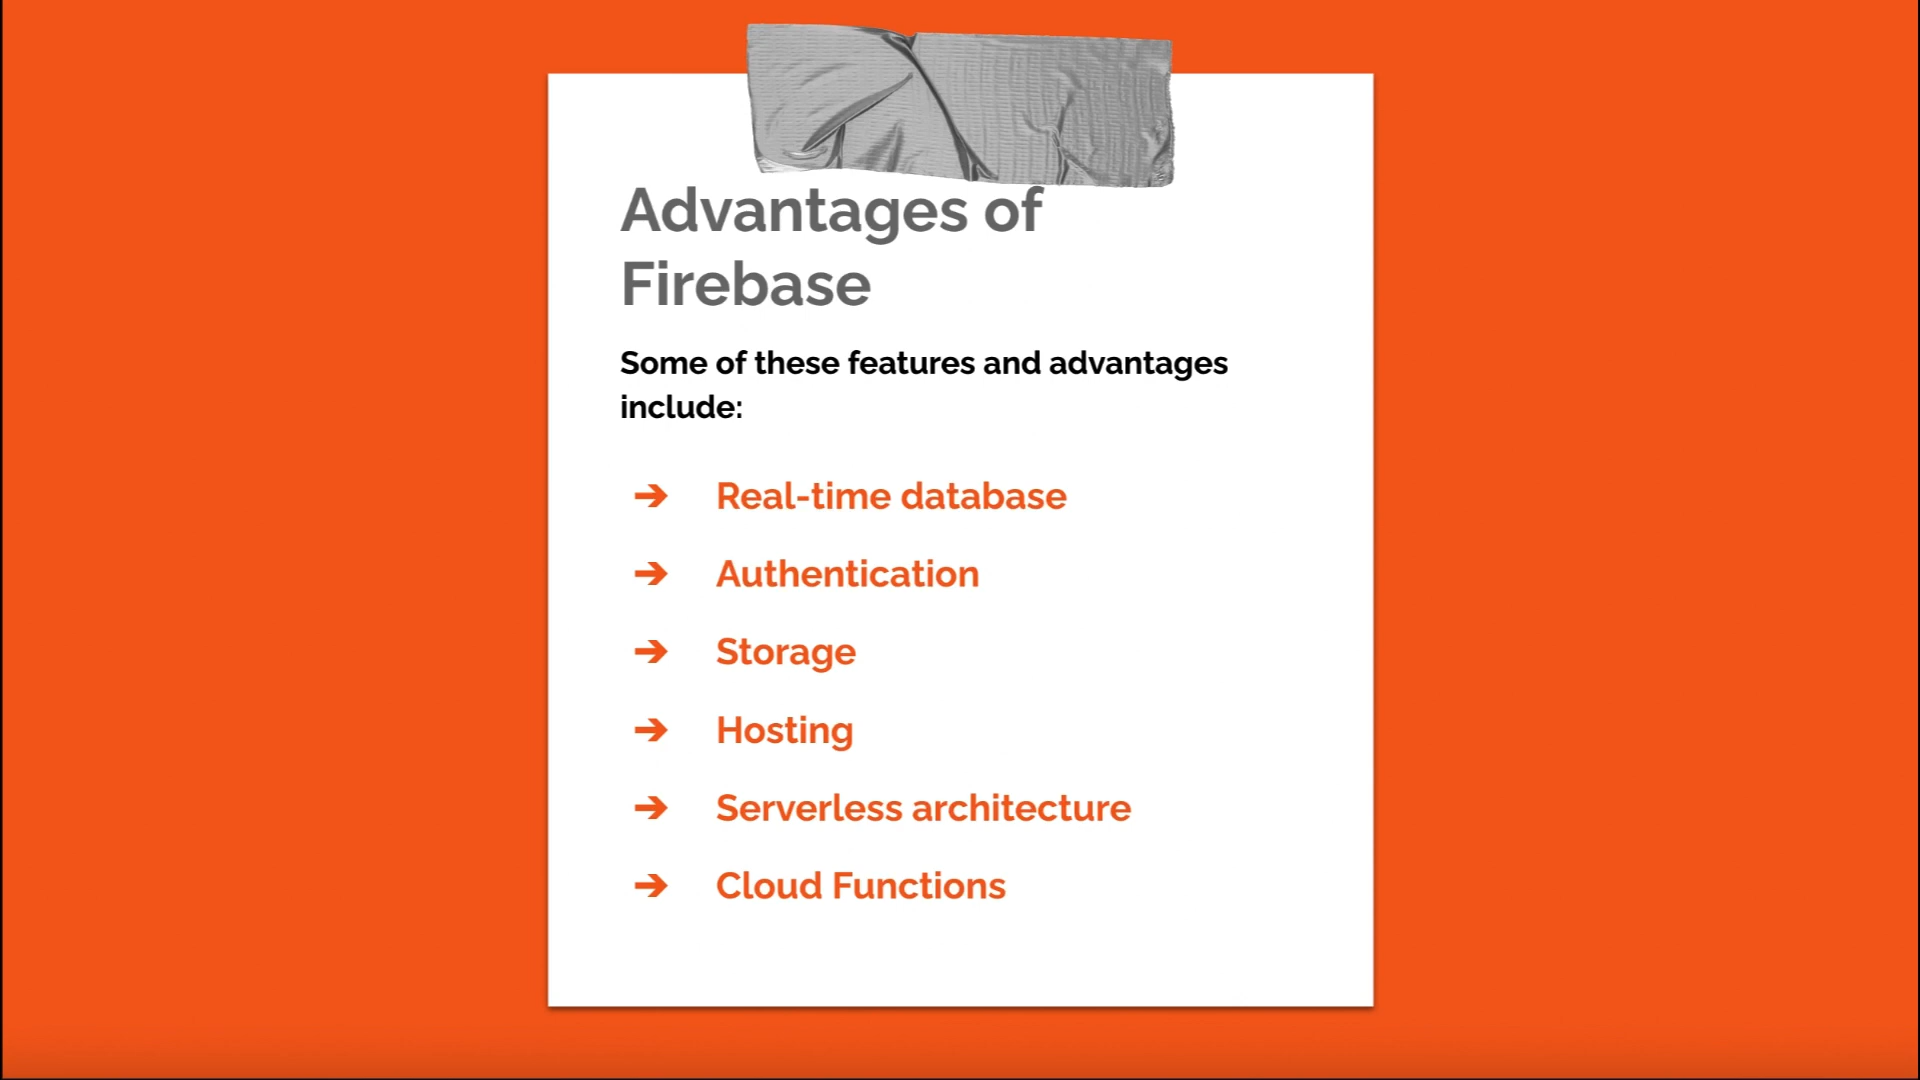 Advantages of
Firebase
Some of these features and advantages
include:
➔ Real-time database
➔ Authentication
➔ Storage
➔ Hosting
➔ Serverless architecture
➔ Cloud Functions